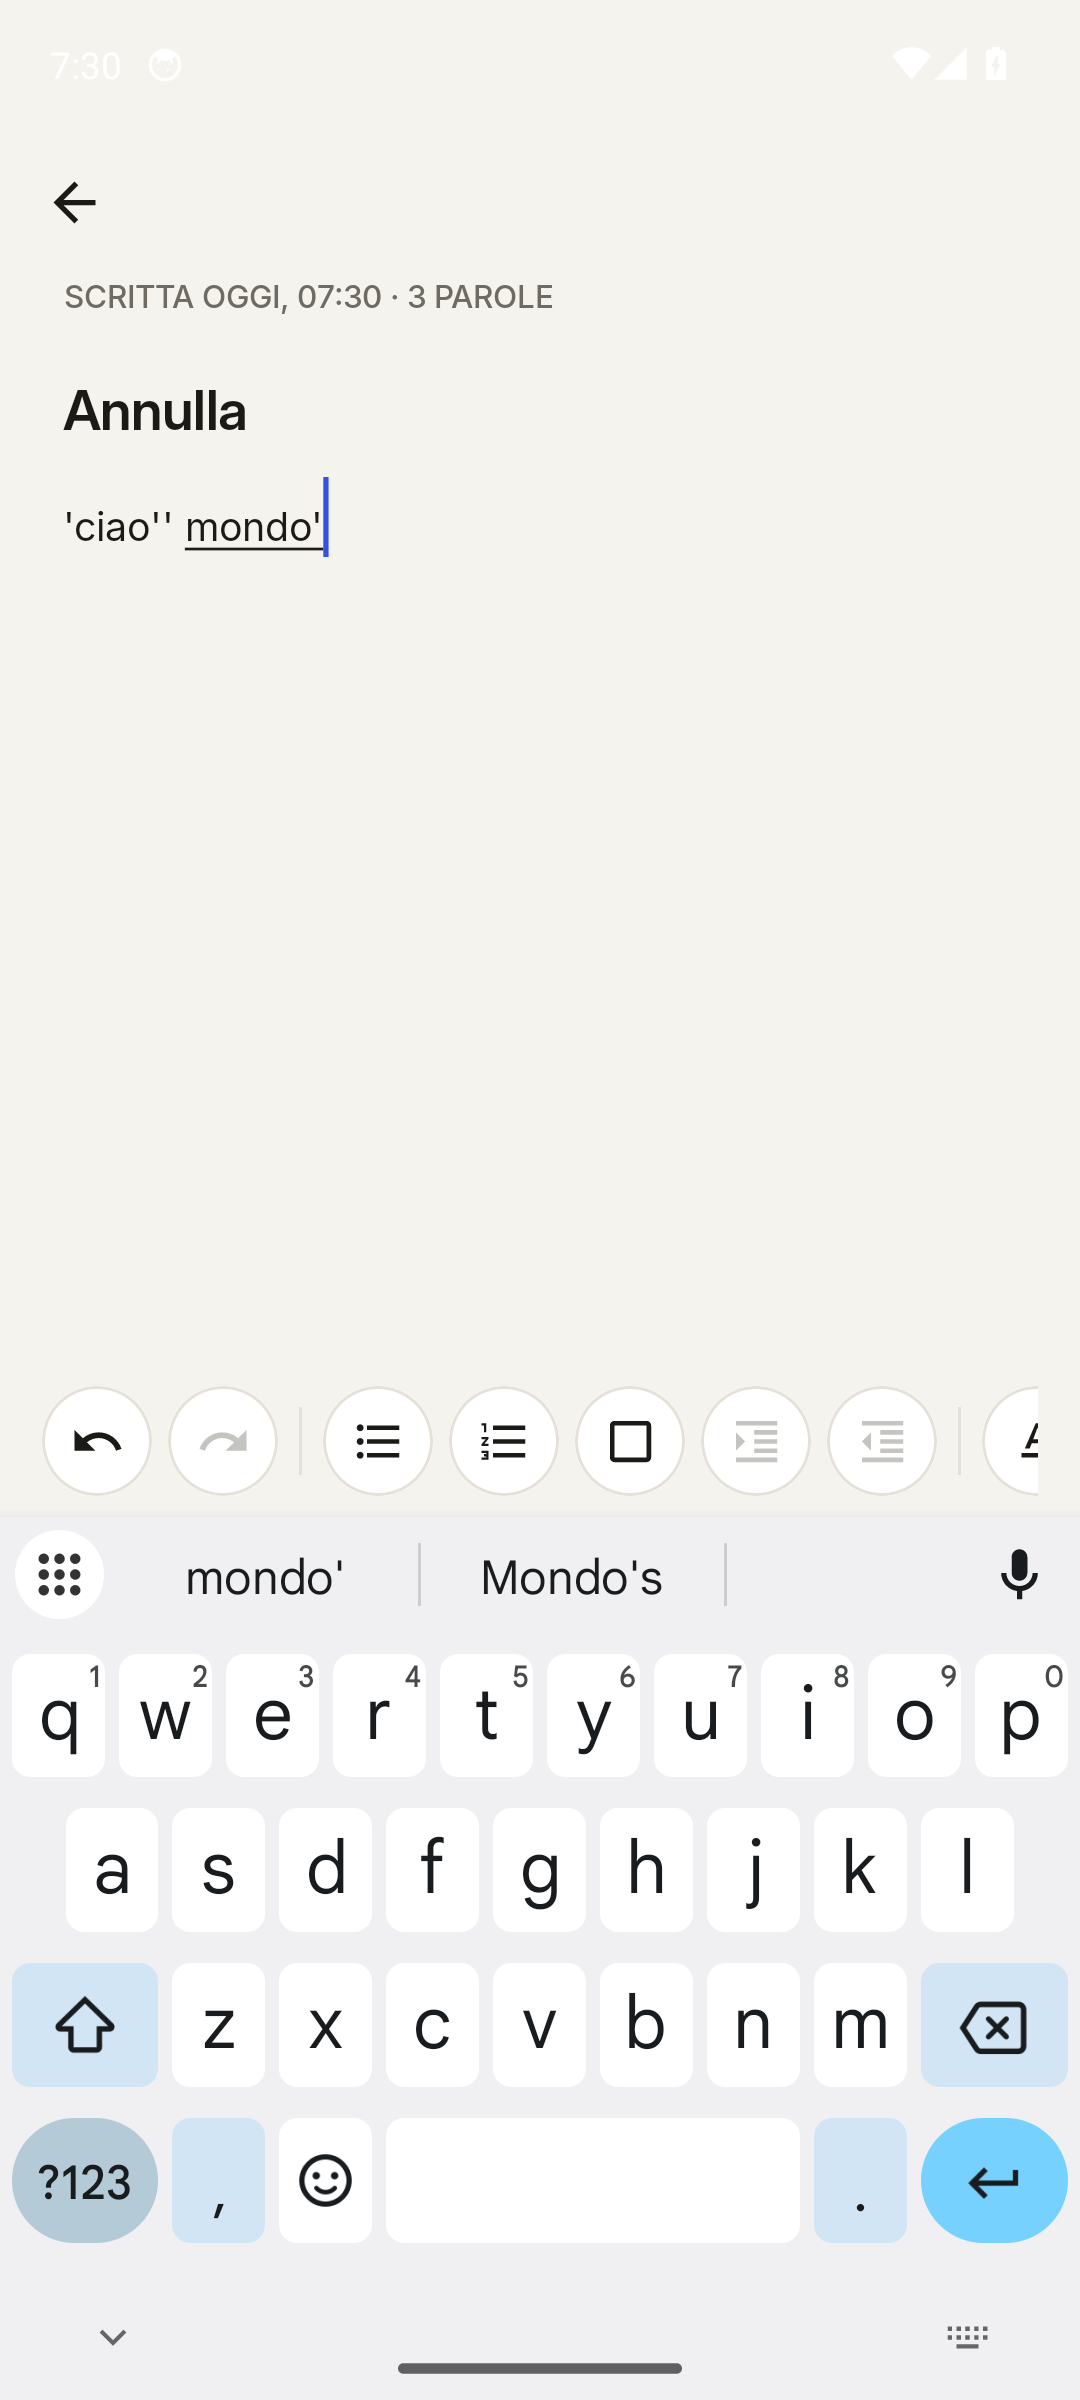 7:30
SCRITTA OGGI, 07:30 · 3 PAROLE
Annulla
'ciao'' mondo'
mondo' Mondo's
q1 w2 e3 r4 t5 y6 u7 i8 o9 p0
a s d f g h j k l
z x c v b n m
?123 , .